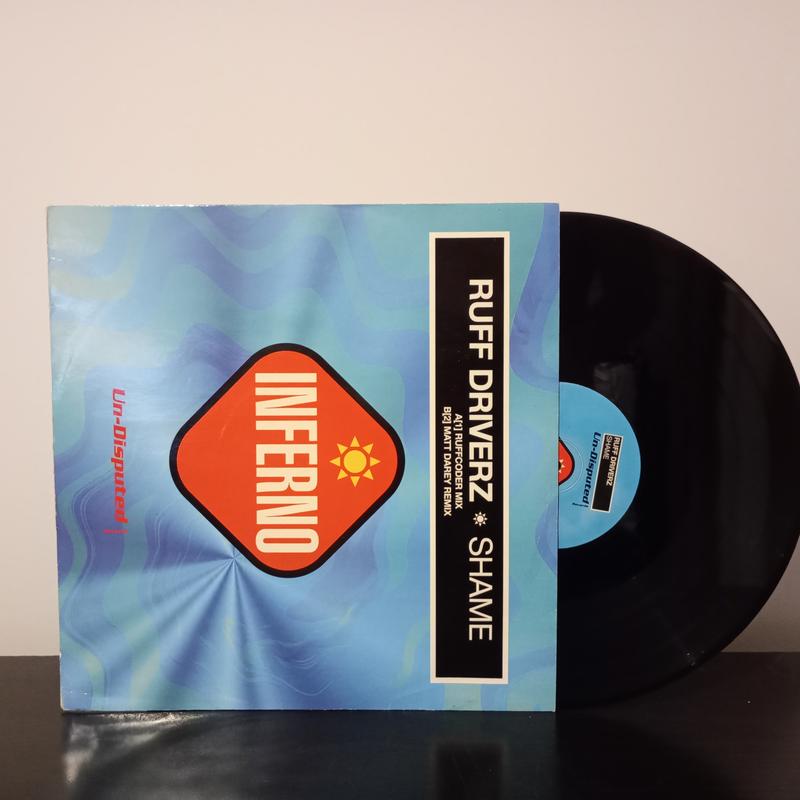 RUFF DRIVERZ SHAME
A[1] RUFFCODER MIX
B[2] MATT DAREY REMIX
INFERNO
Un-Disputed
RUFF DRIVERZ
SHAME
Un-Disputed